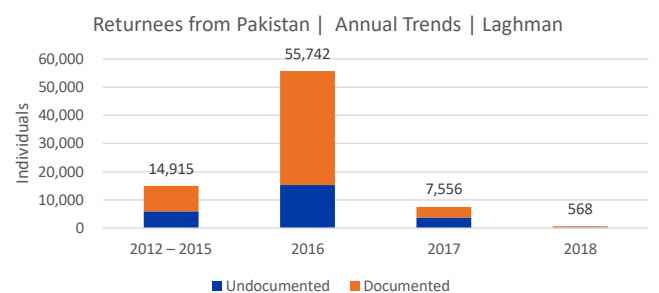 Returnees from Pakistan | Annual Trends | Laghman
55,742
60,000
50,000
40,000
30,000
20,000
10,000
0
Individuals
14,915
7,556
568
2012 – 2015
2016
2017
2018
Undocumented
Documented